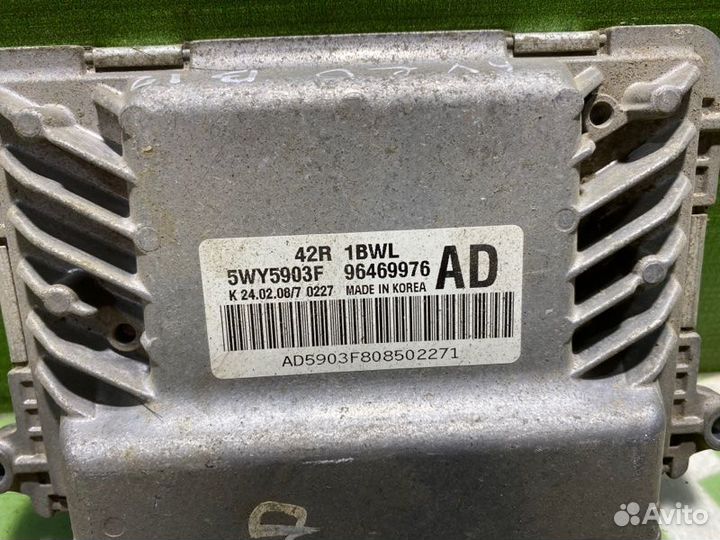 42R 1BWL
5WY5903F 96469976 AD
K 24.02.08/7 0227 MADE IN KOREA
AD5903F808502271
Avito